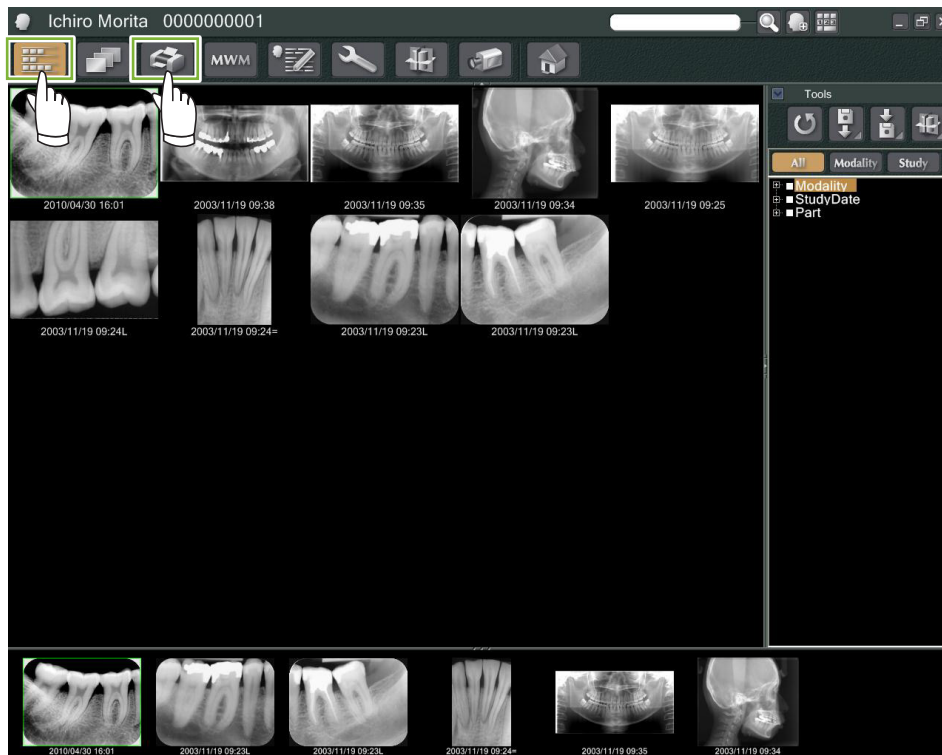 Ichiro Morita 0000000001
MWM
Tools
All Modality Study
Modality
StudyDate
Part
2010/04/30 16:01 2003/11/19 09:38 2003/11/19 09:35 2003/11/19 09:34 2003/11/19 09:25
2003/11/19 09:24L 2003/11/19 09:24= 2003/11/19 09:23L 2003/11/19 09:23L
2010/04/30 16:01 2003/11/19 09:23L 2003/11/19 09:23L 2003/11/19 09:24= 2003/11/19 09:35 2003/11/19 09:34